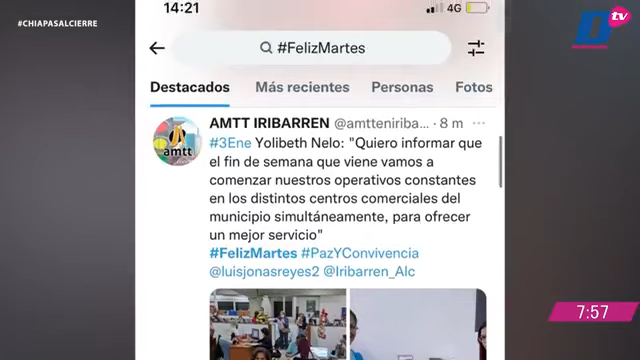 #CHIAPASALCIERRE
14:21
4G
#FelizMartes
Destacados Más recientes Personas Fotos
AMTT IRIBARREN @amtteniriba... · 8 m
amtt
#3Ene Yolibeth Nelo: "Quiero informar que
el fin de semana que viene vamos a
comenzar nuestros operativos constantes
en los distintos centros comerciales del
municipio simultáneamente, para ofrecer
un mejor servicio"
#FelizMartes #PazYConvivencia
@luisjonasreyes2 @Iribarren_Alc
D tv
7:57